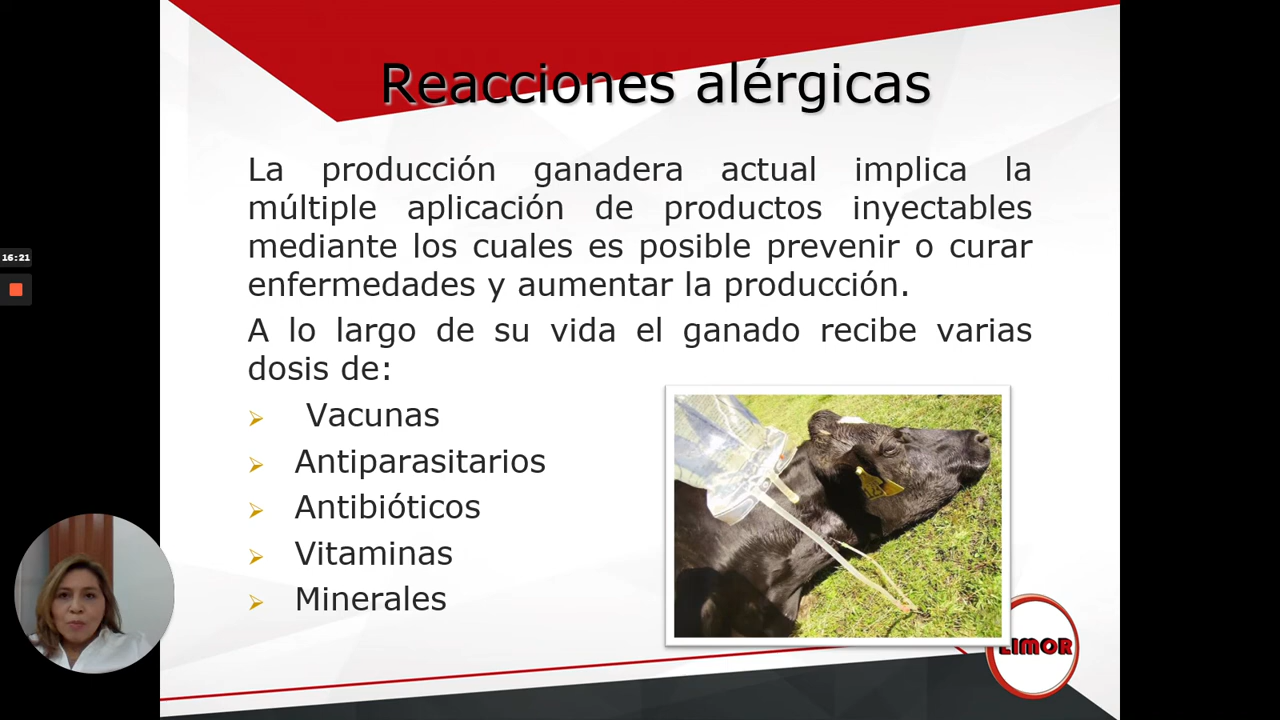 Reacciones alérgicas
La producción ganadera actual implica la
múltiple aplicación de productos inyectables
mediante los cuales es posible prevenir o curar
enfermedades y aumentar la producción.
A lo largo de su vida el ganado recibe varias
dosis de:
Vacunas
Antiparasitarios
Antibióticos
Vitaminas
Minerales
16:21
LIMOR